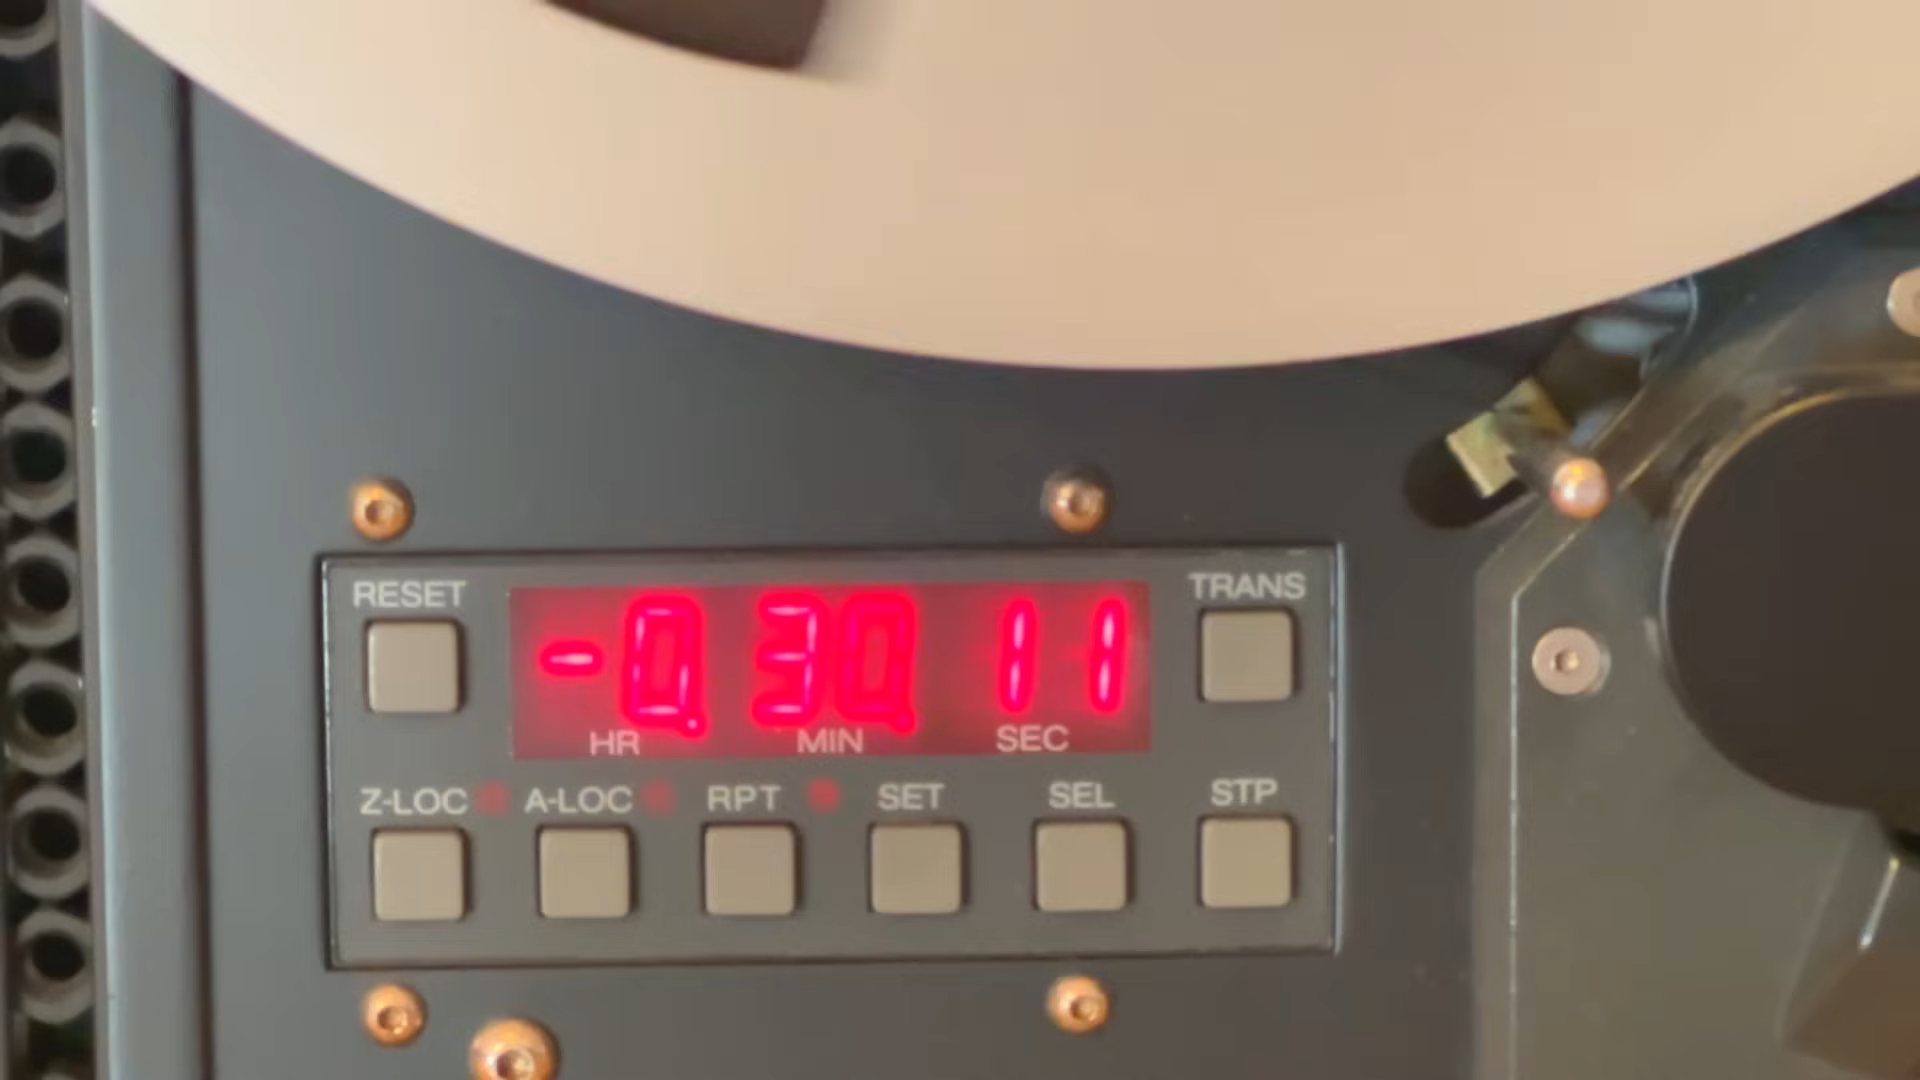 RESET TRANS
-0.30.11
HR MIN SEC
Z-LOC A-LOC RPT SET SEL STP